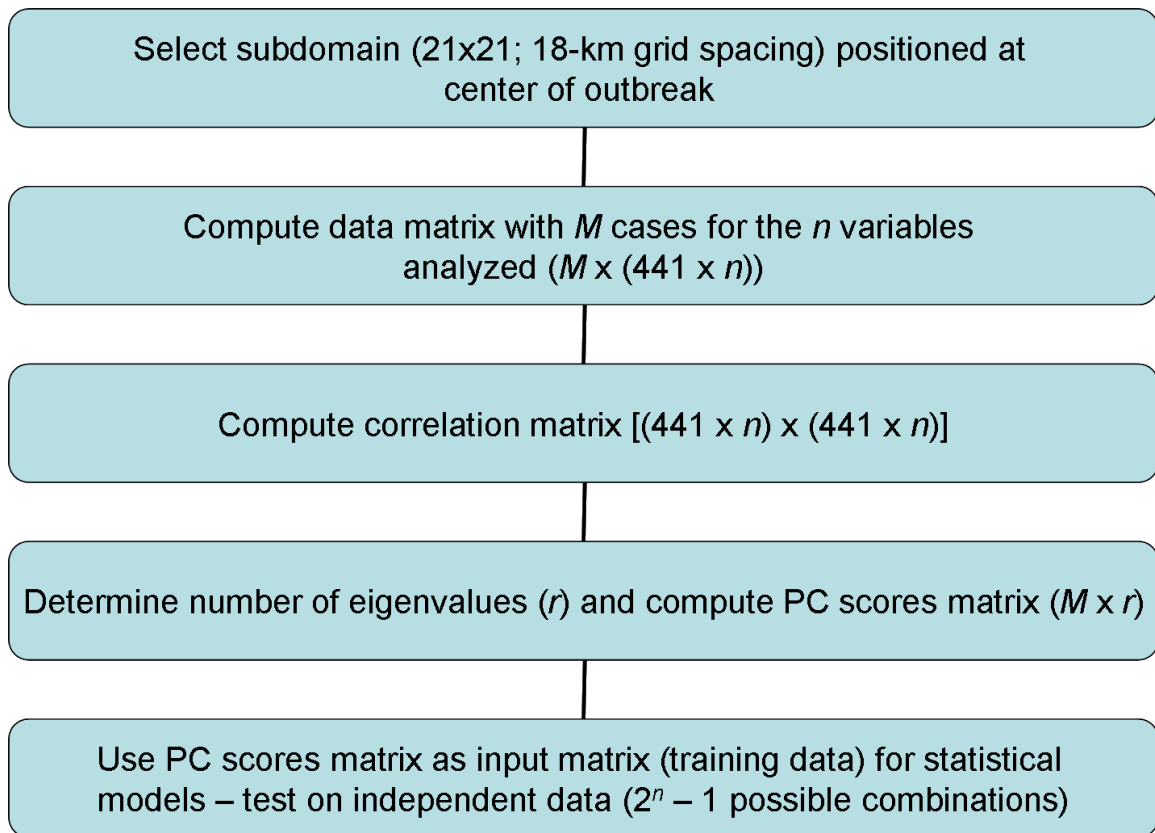 Select subdomain (21x21; 18-km grid spacing) positioned at
center of outbreak
Compute data matrix with M cases for the n variables
analyzed (M x (441 x n))
Compute correlation matrix [(441 x n) x (441 x n)]
Determine number of eigenvalues (r) and compute PC scores matrix (M x r)
Use PC scores matrix as input matrix (training data) for statistical
models – test on independent data (2ⁿ – 1 possible combinations)